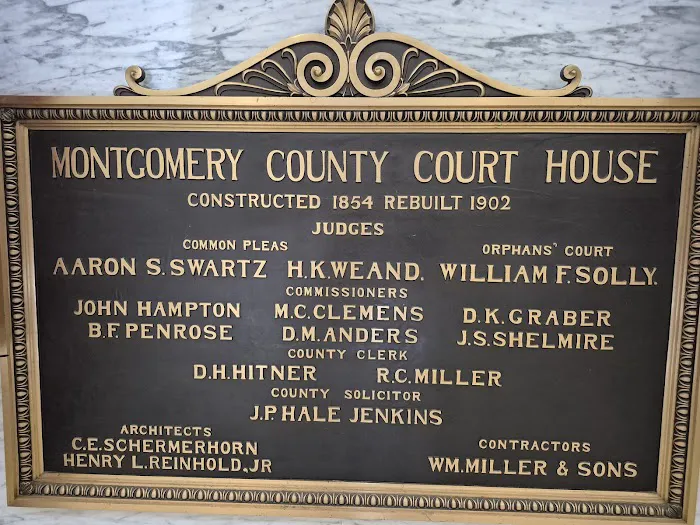 MONTGOMERY COUNTY COURT HOUSE
CONSTRUCTED 1854 REBUILT 1902
JUDGES
COMMON PLEAS ORPHANS' COURT
AARON S. SWARTZ H.K. WEAND. WILLIAM F. SOLLY.
COMMISSIONERS
JOHN HAMPTON M.C. CLEMENS D.K. GRABER
B.F. PENROSE D.M. ANDERS J.S. SHELMIRE
COUNTY CLERK
D.H. HITNER R.C. MILLER
COUNTY SOLICITOR
J.P. HALE JENKINS
ARCHITECTS
C.E. SCHERMERHORN
HENRY L. REINHOLD, JR
CONTRACTORS
WM. MILLER & SONS